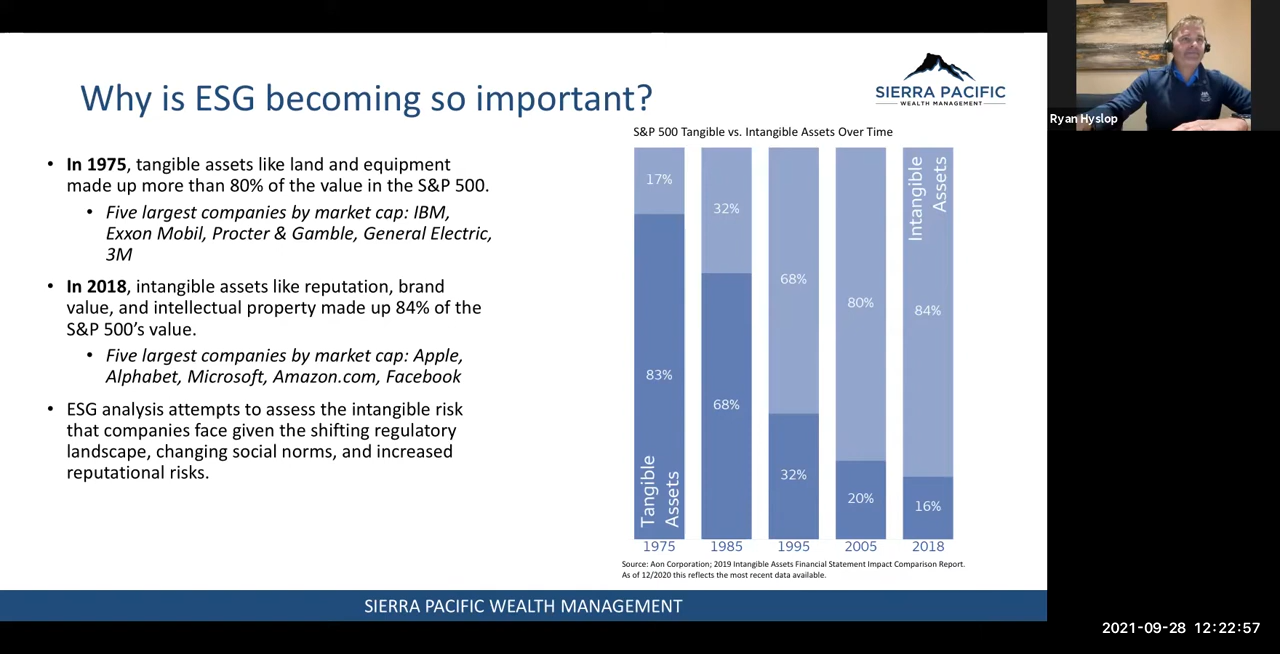 Why is ESG becoming so important?
SIERRA PACIFIC
WEALTH MANAGEMENT
Ryan Hyslop
• In 1975, tangible assets like land and equipment
made up more than 80% of the value in the S&P 500.
• Five largest companies by market cap: IBM,
Exxon Mobil, Procter & Gamble, General Electric,
3M
• In 2018, intangible assets like reputation, brand
value, and intellectual property made up 84% of the
S&P 500's value.
• Five largest companies by market cap: Apple,
Alphabet, Microsoft, Amazon.com, Facebook
• ESG analysis attempts to assess the intangible risk
that companies face given the shifting regulatory
landscape, changing social norms, and increased
reputational risks.
S&P 500 Tangible vs. Intangible Assets Over Time
17%
83%
Tangible
Assets
32%
68%
68%
32%
80%
20%
Intangible
Assets
84%
16%
1975 1985 1995 2005 2018
Source: Aon Corporation; 2019 Intangible Assets Financial Statement Impact Comparison Report.
As of 12/2020 this reflects the most recent data available.
SIERRA PACIFIC WEALTH MANAGEMENT
2021-09-28 12:22:57